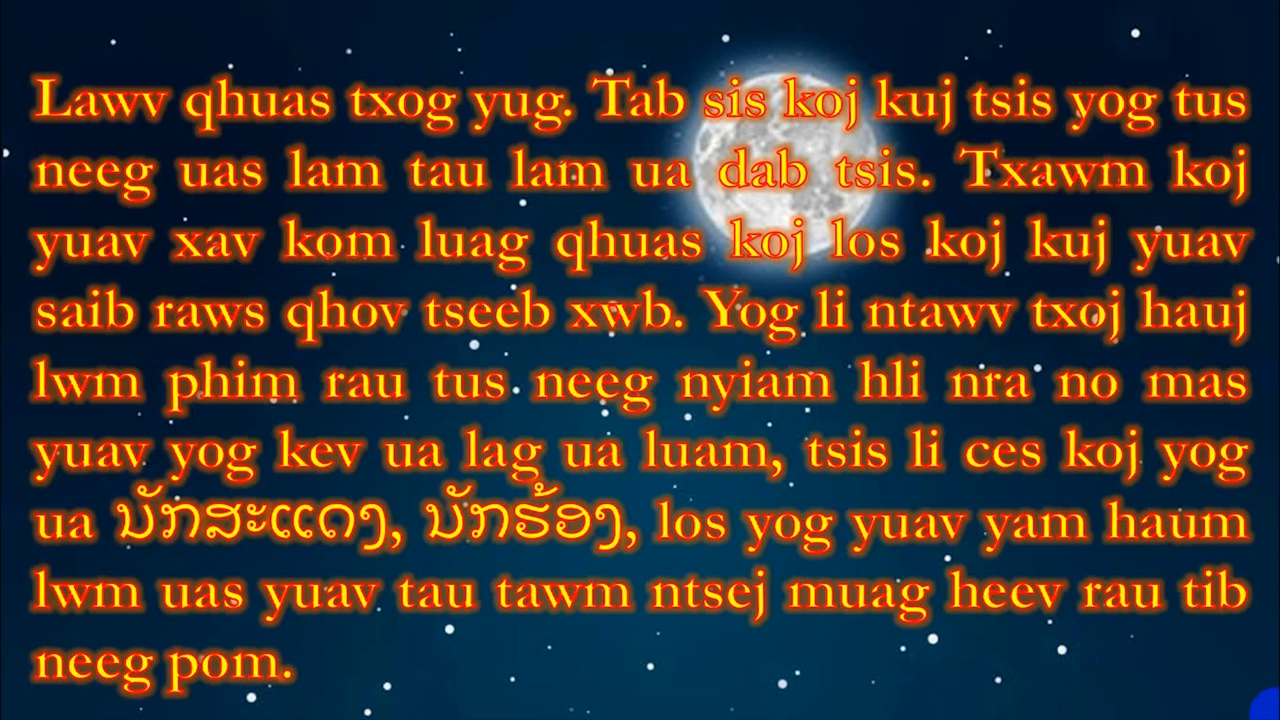 Lawv qhuas txog yug. Tab sis koj kuj tsis yog tus
neeg uas lam tau lam ua dab tsis. Txawm koj
yuav xav kom luag qhuas koj los koj kuj yuav
saib raws qhov tseeb xwb. Yog li ntawv txoj hauj
lwm phim rau tus neeg nyiam hli nra no mas
yuav yog kev ua lag ua luam, tsis li ces koj yog
ua ນັກສະແດງ, ນັກຮ້ອງ, los yog yuav yam haum
lwm uas yuav tau tawm ntsej muag heev rau tib
neeg pom.